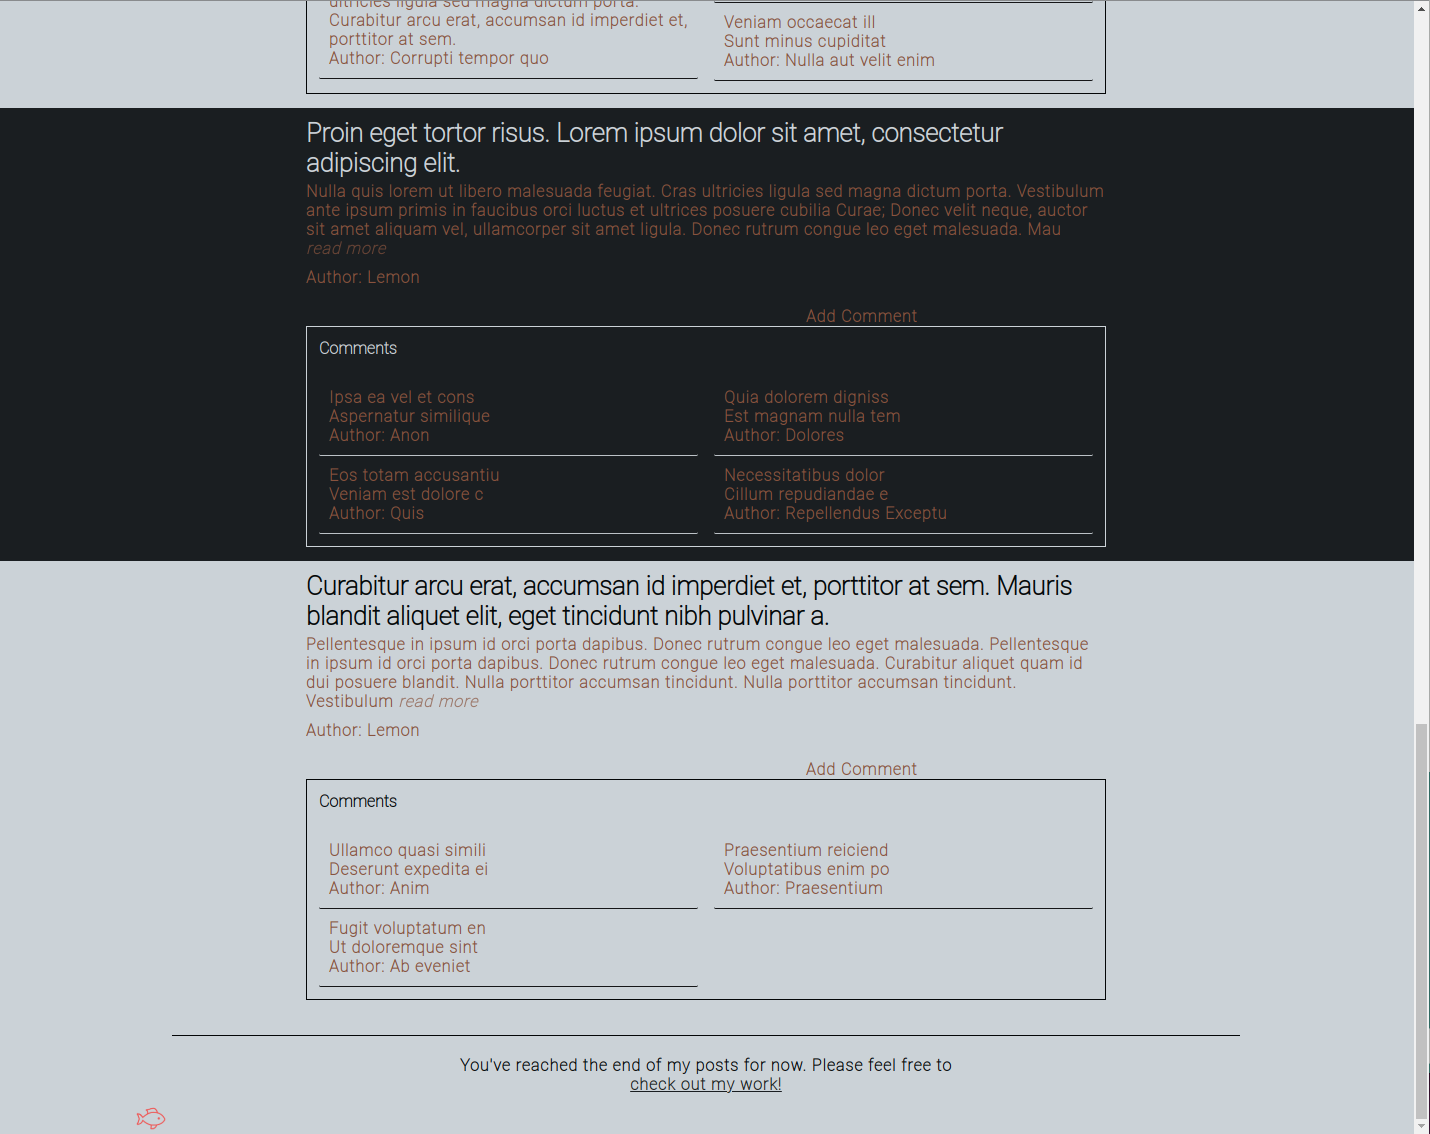 ultricies ligula sed magna dictum porta.
Curabitur arcu erat, accumsan id imperdiet et,
porttitor at sem.
Author: Corrupti tempor quo
Veniam occaecat ill
Sunt minus cupiditat
Author: Nulla aut velit enim
Proin eget tortor risus. Lorem ipsum dolor sit amet, consectetur
adipiscing elit.
Nulla quis lorem ut libero malesuada feugiat. Cras ultricies ligula sed magna dictum porta. Vestibulum
ante ipsum primis in faucibus orci luctus et ultrices posuere cubilia Curae; Donec velit neque, auctor
sit amet aliquam vel, ullamcorper sit amet ligula. Donec rutrum congue leo eget malesuada. Mau
read more
Author: Lemon
Add Comment
Comments
Ipsa ea vel et cons
Aspernatur similique
Author: Anon
Quia dolorem digniss
Est magnam nulla tem
Author: Dolores
Eos totam accusantiu
Veniam est dolore c
Author: Quis
Necessitatibus dolor
Cillum repudiandae e
Author: Repellendus Exceptu
Curabitur arcu erat, accumsan id imperdiet et, porttitor at sem. Mauris
blandit aliquet elit, eget tincidunt nibh pulvinar a.
Pellentesque in ipsum id orci porta dapibus. Donec rutrum congue leo eget malesuada. Pellentesque
in ipsum id orci porta dapibus. Donec rutrum congue leo eget malesuada. Curabitur aliquet quam id
dui posuere blandit. Nulla porttitor accumsan tincidunt. Nulla porttitor accumsan tincidunt.
Vestibulum read more
Author: Lemon
Add Comment
Comments
Ullamco quasi simili
Deserunt expedita ei
Author: Anim
Praesentium reiciend
Voluptatibus enim po
Author: Praesentium
Fugit voluptatum en
Ut doloremque sint
Author: Ab eveniet
You've reached the end of my posts for now. Please feel free to
check out my work!